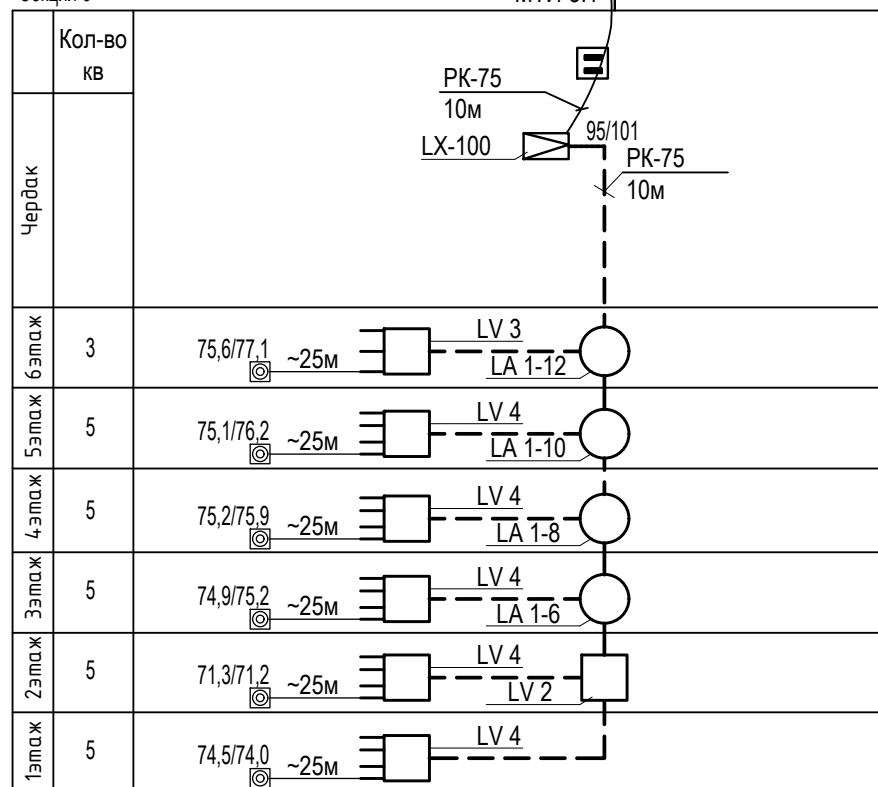 Кол-во
кв
РК-75
10м
95/101
LX-100
РК-75
10м
Чердак
6этаж
3
75,6/77,1
~25м
LV 3
LA 1-12
5этаж
5
75,1/76,2
~25м
LV 4
LA 1-10
4этаж
5
75,2/75,9
~25м
LV 4
LA 1-8
3этаж
5
74,9/75,2
~25м
LV 4
LA 1-6
2этаж
5
71,3/71,2
~25м
LV 4
LV 2
1этаж
5
74,5/74,0
~25м
LV 4